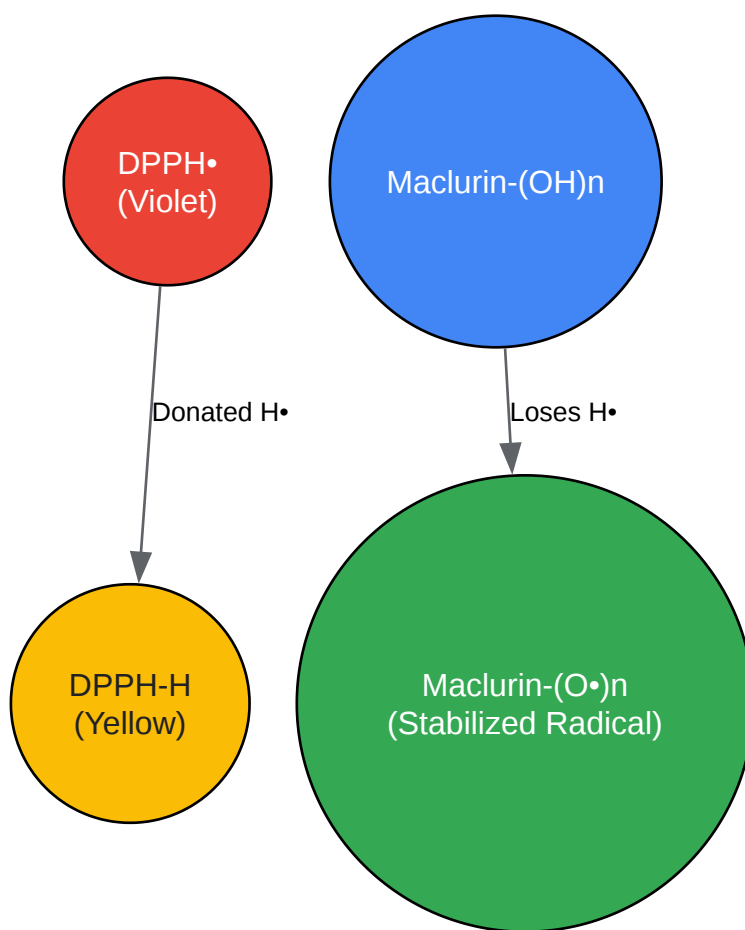 DPPH•
(Violet)
Maclurin-(OH)n
Donated H•
Loses H•
DPPH-H
(Yellow)
Maclurin-(O•)n
(Stabilized Radical)